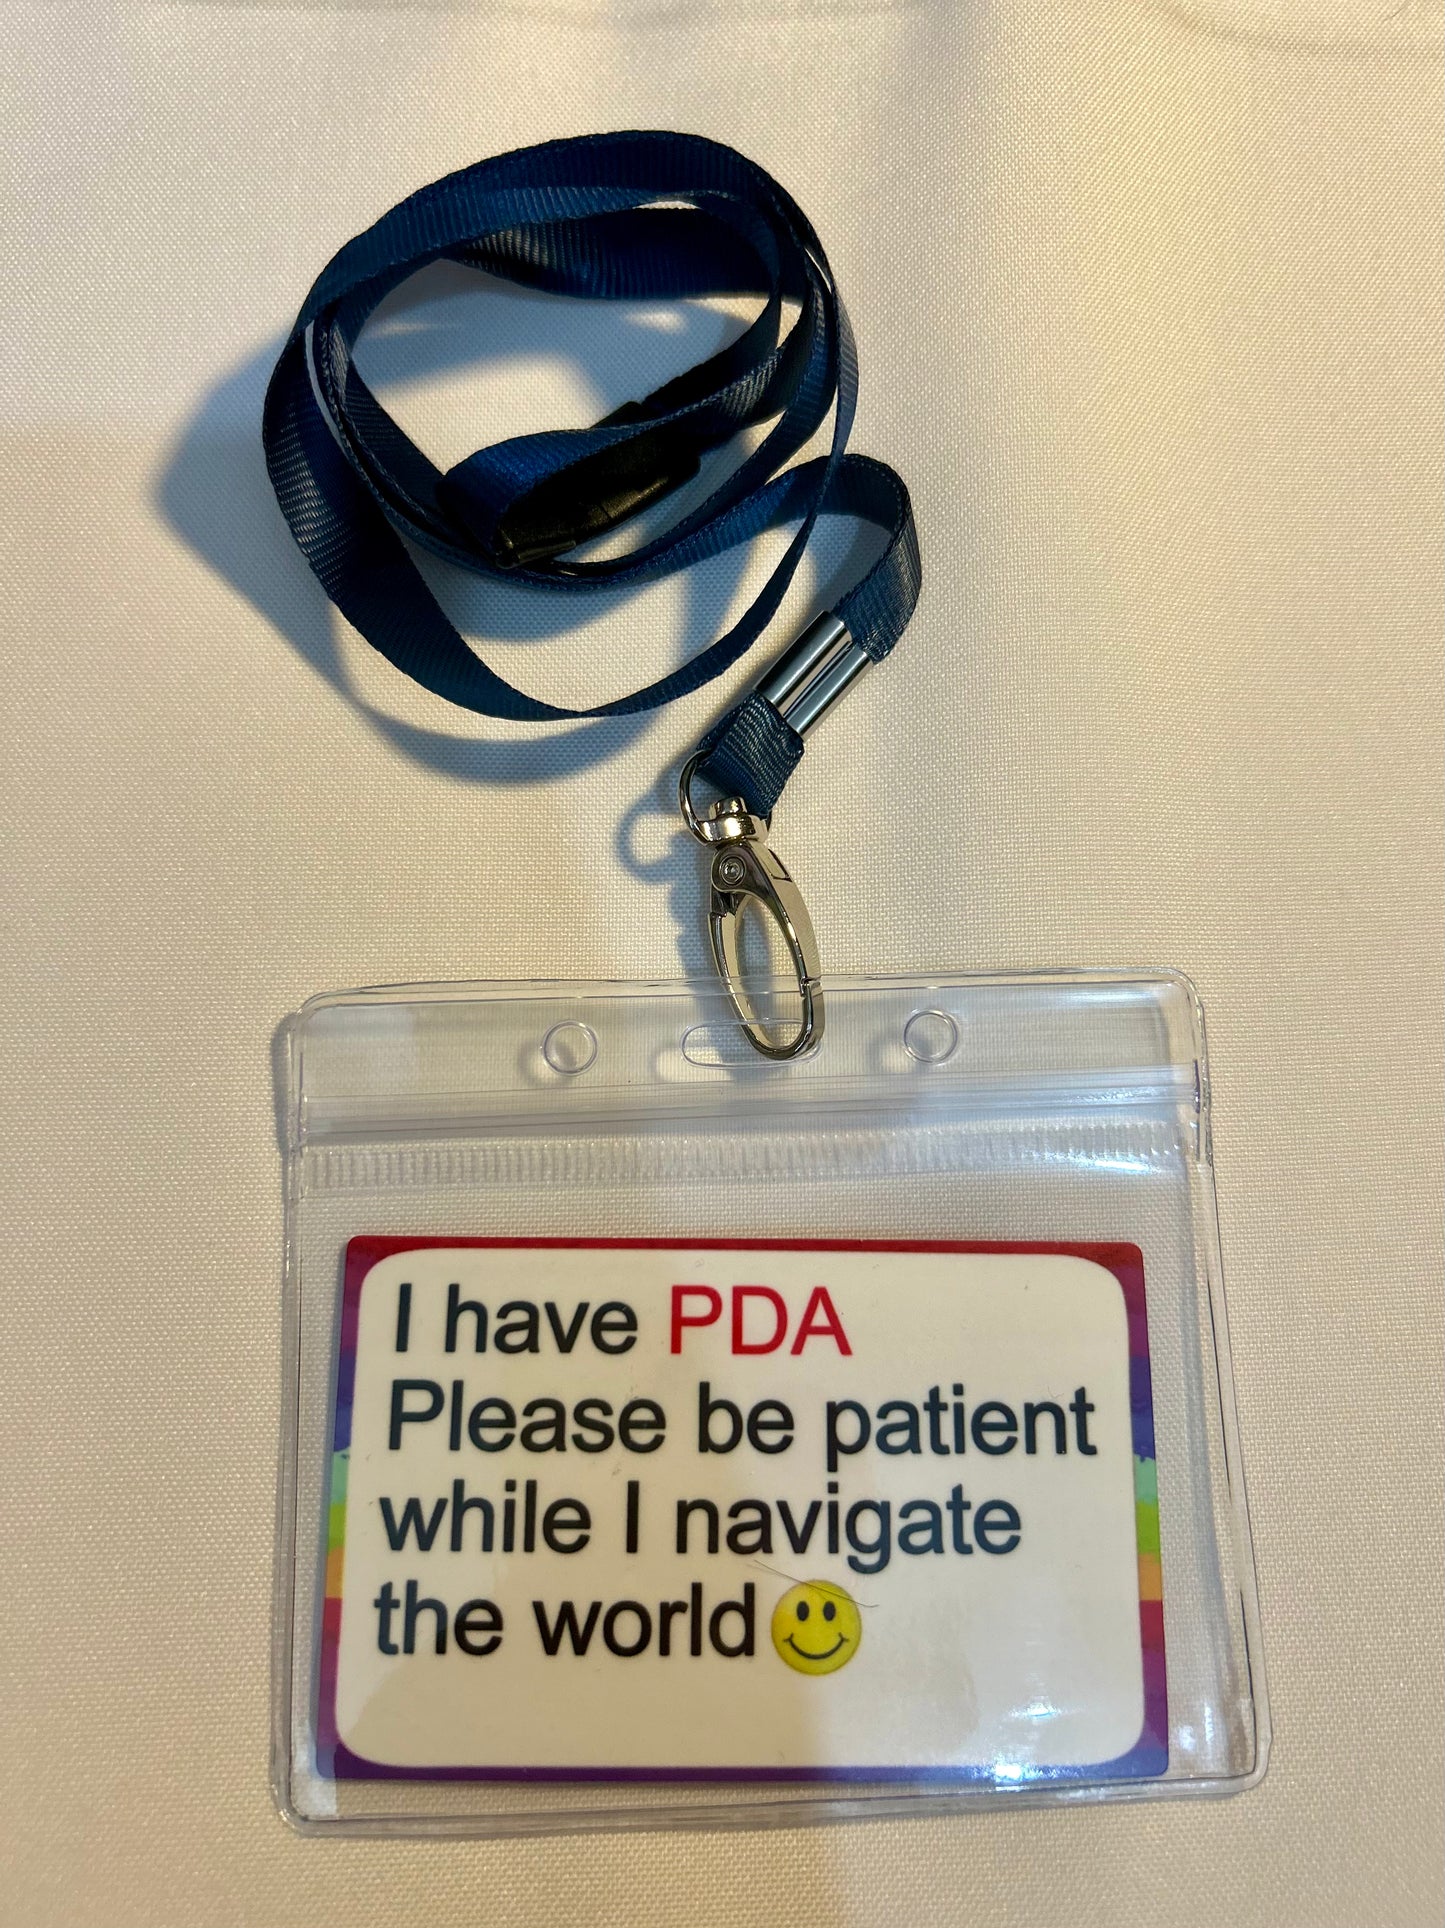 I have PDA
Please be patient
while I navigate
the world